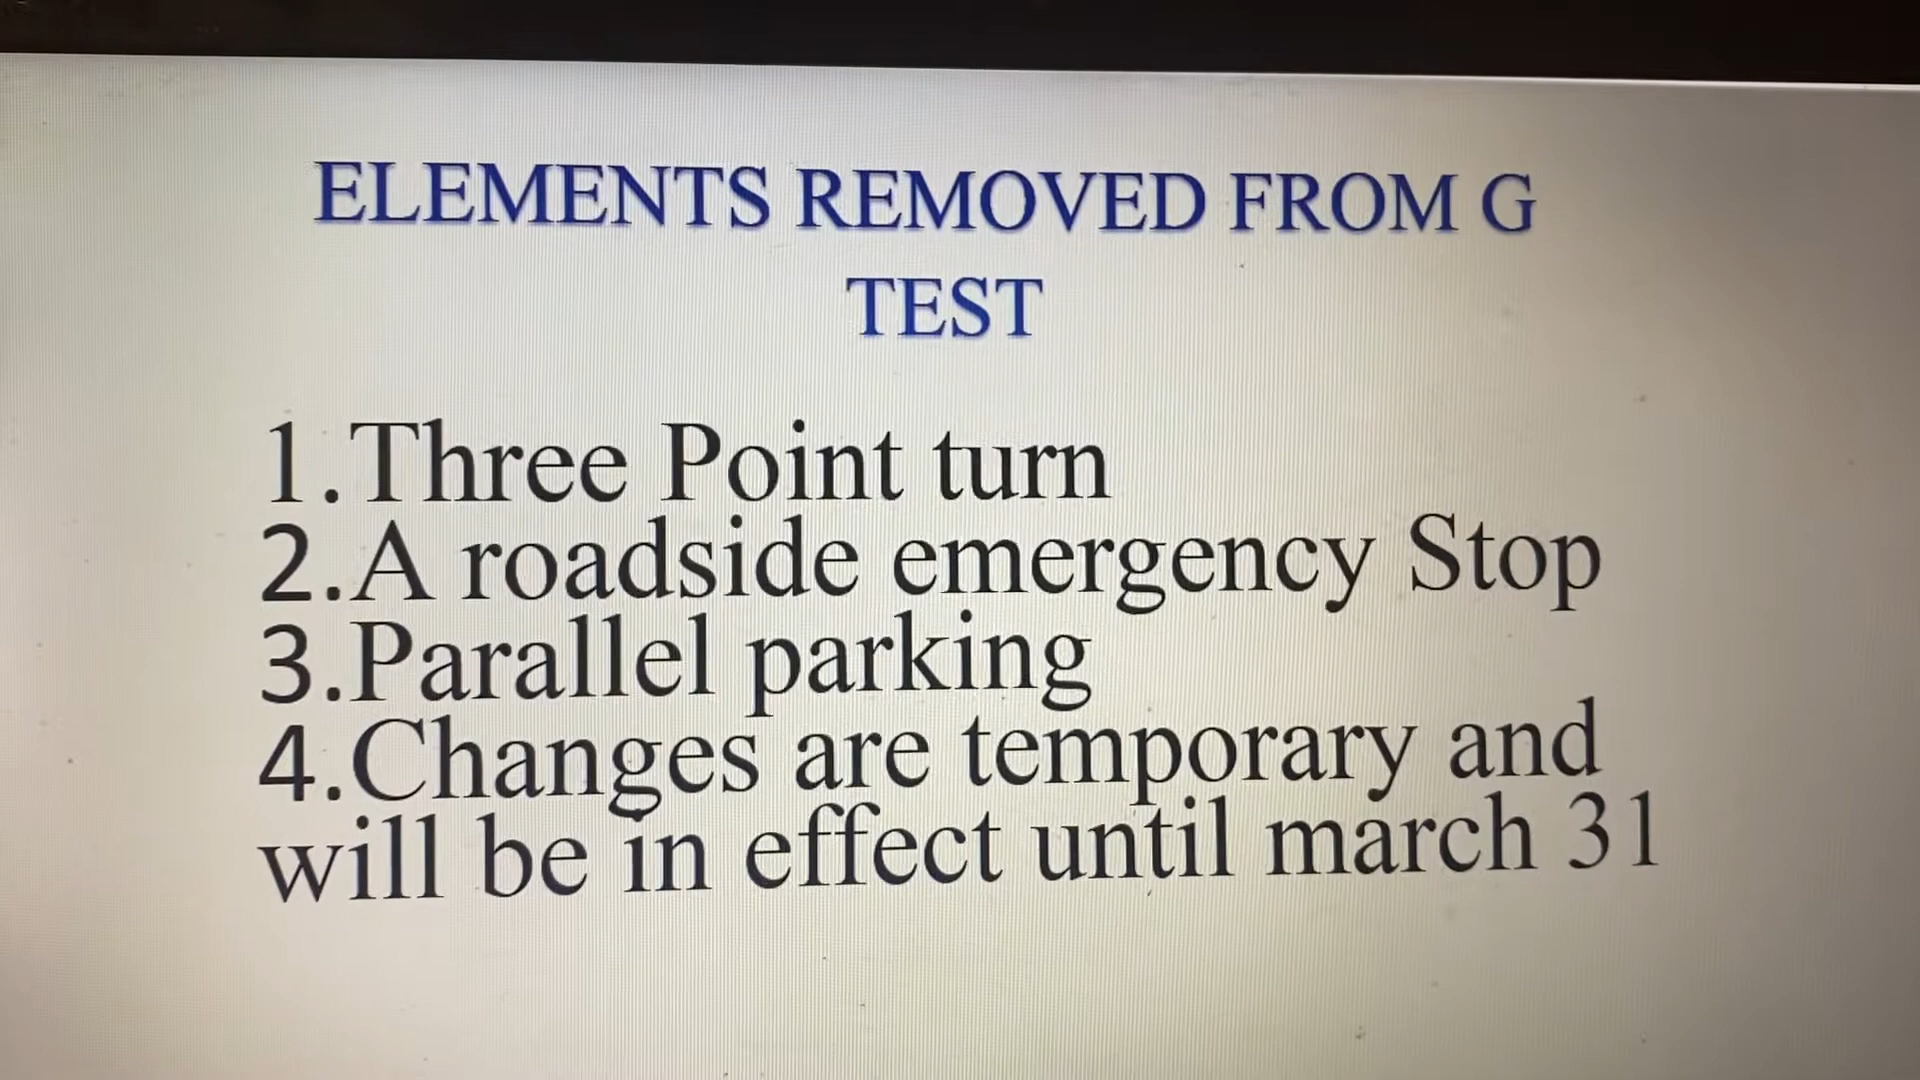 ELEMENTS REMOVED FROM G
TEST
1.Three Point turn
2.A roadside emergency Stop
3.Parallel parking
4.Changes are temporary and
will be in effect until march 31